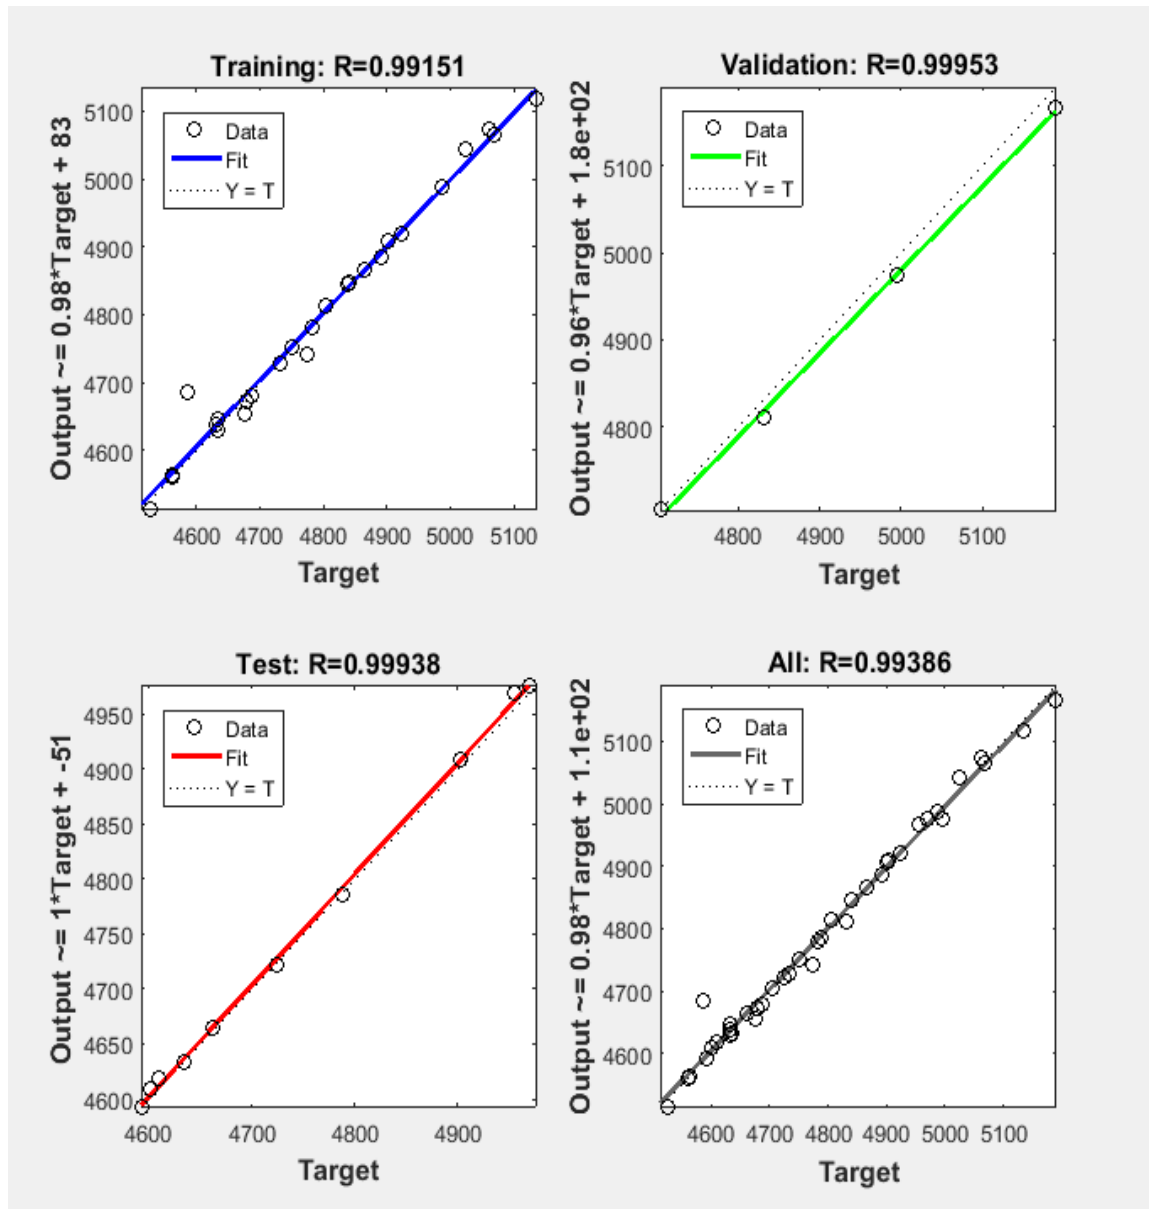 Training: R=0.99151
Output ~= 0.98*Target + 83
Data
Fit
Y = T
5100
5000
4900
4800
4700
4600
4600 4700 4800 4900 5000 5100
Target
Validation: R=0.99953
Output ~= 0.96*Target + 1.8e+02
Data
Fit
Y = T
5100
5000
4900
4800
4800 4900 5000 5100
Target
Test: R=0.99938
Output ~= 1*Target + -51
Data
Fit
Y = T
4950
4900
4850
4800
4750
4700
4650
4600
4600 4700 4800 4900
Target
All: R=0.99386
Output ~= 0.98*Target + 1.1e+02
Data
Fit
Y = T
5100
5000
4900
4800
4700
4600
4600 4700 4800 4900 5000 5100
Target